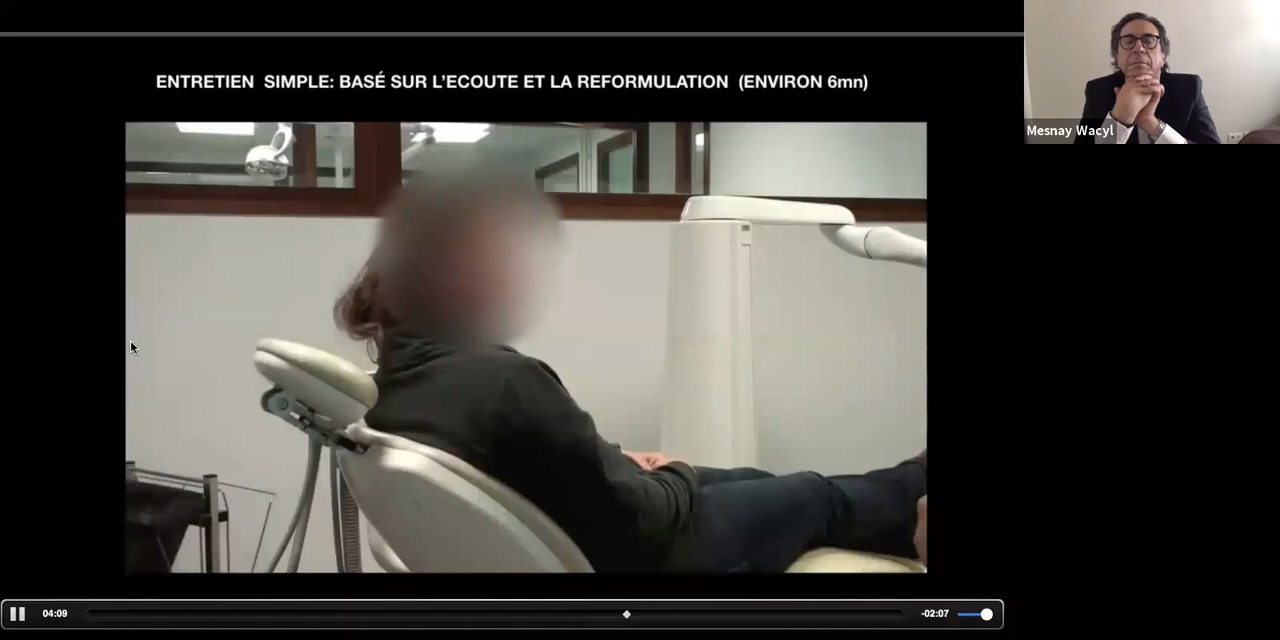 ENTRETIEN SIMPLE: BASÉ SUR L'ECOUTE ET LA REFORMULATION (ENVIRON 6mn)
Mesnay Wacyl
04:09
-02:07